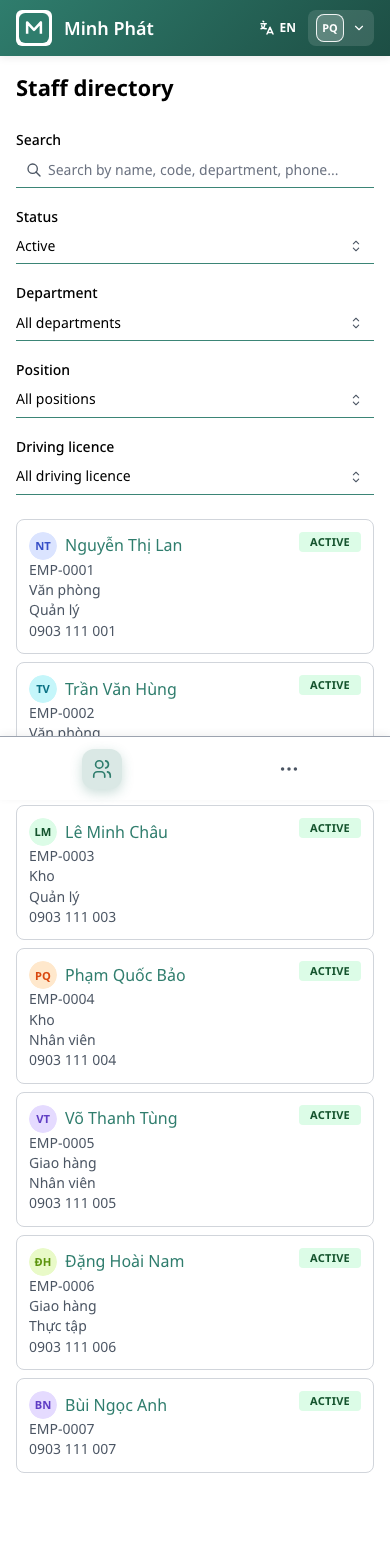 Minh Phát
EN
PQ
Staff directory
Search
Search by name, code, department, phone...
Status
Active
Department
All departments
Position
All positions
Driving licence
All driving licence
NT Nguyễn Thị Lan ACTIVE
EMP-0001
Văn phòng
Quản lý
0903 111 001
TV Trần Văn Hùng ACTIVE
EMP-0002
Văn phòng
LM Lê Minh Châu ACTIVE
EMP-0003
Kho
Quản lý
0903 111 003
PQ Phạm Quốc Bảo ACTIVE
EMP-0004
Kho
Nhân viên
0903 111 004
VT Võ Thanh Tùng ACTIVE
EMP-0005
Giao hàng
Nhân viên
0903 111 005
ĐH Đặng Hoài Nam ACTIVE
EMP-0006
Giao hàng
Thực tập
0903 111 006
BN Bùi Ngọc Anh ACTIVE
EMP-0007
0903 111 007